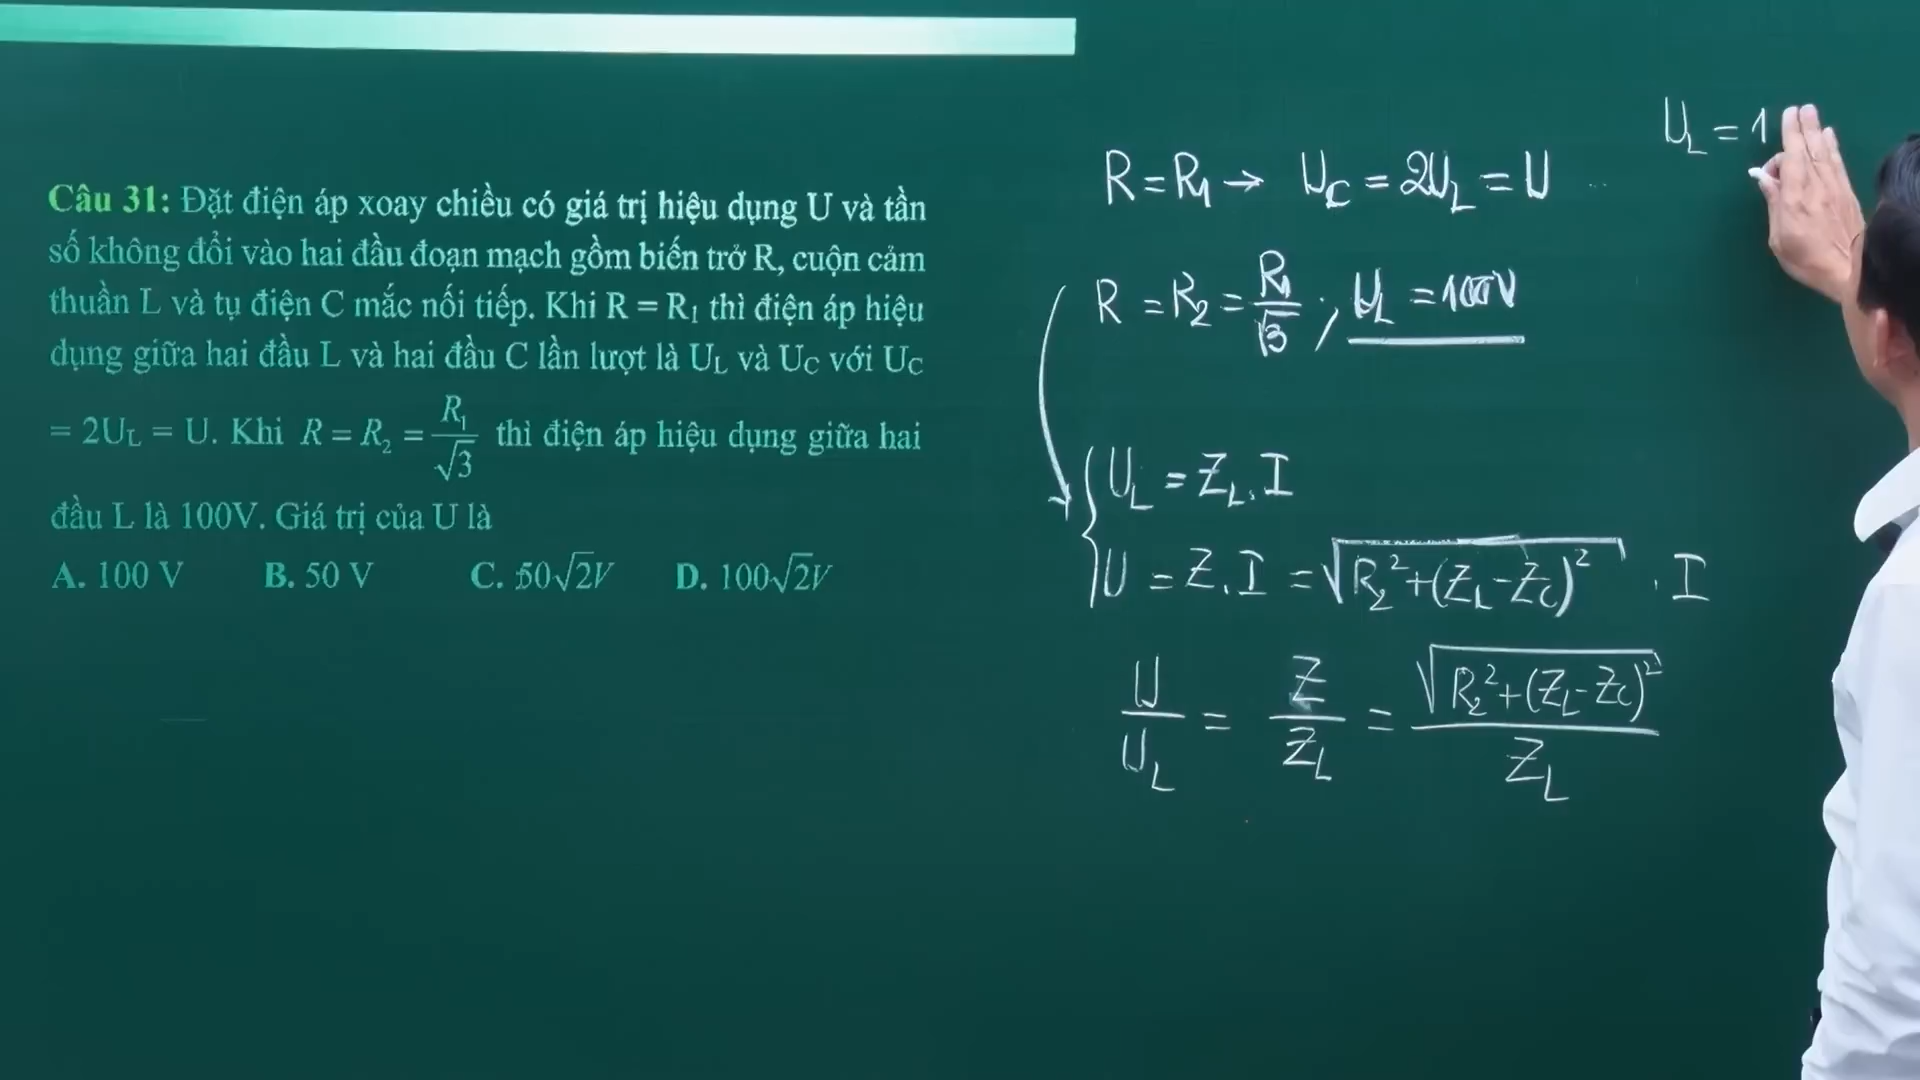 Câu 31: Đặt điện áp xoay chiều có giá trị hiệu dụng U và tần
số không đổi vào hai đầu đoạn mạch gồm biến trở R, cuộn cảm
thuần L và tụ điện C mắc nối tiếp. Khi R = R₁ thì điện áp hiệu
dụng giữa hai đầu L và hai đầu C lần lượt là U_L và U_C với U_C
= 2U_L = U. Khi R = R₂ = R₁/√3 thì điện áp hiệu dụng giữa hai
đầu L là 100V. Giá trị của U là
A. 100 V B. 50 V C. 50√2V D. 100√2V
U_L = 1
R = R₁ → U_C = 2U_L = U
R = R₂ = R₁/√3 ; U_L = 100V
U_L = Z_L . I
U = Z . I = √(R₂² + (Z_L - Z_C)²) . I
U/U_L = Z/Z_L = √(R₂² + (Z_L - Z_C)²)/Z_L